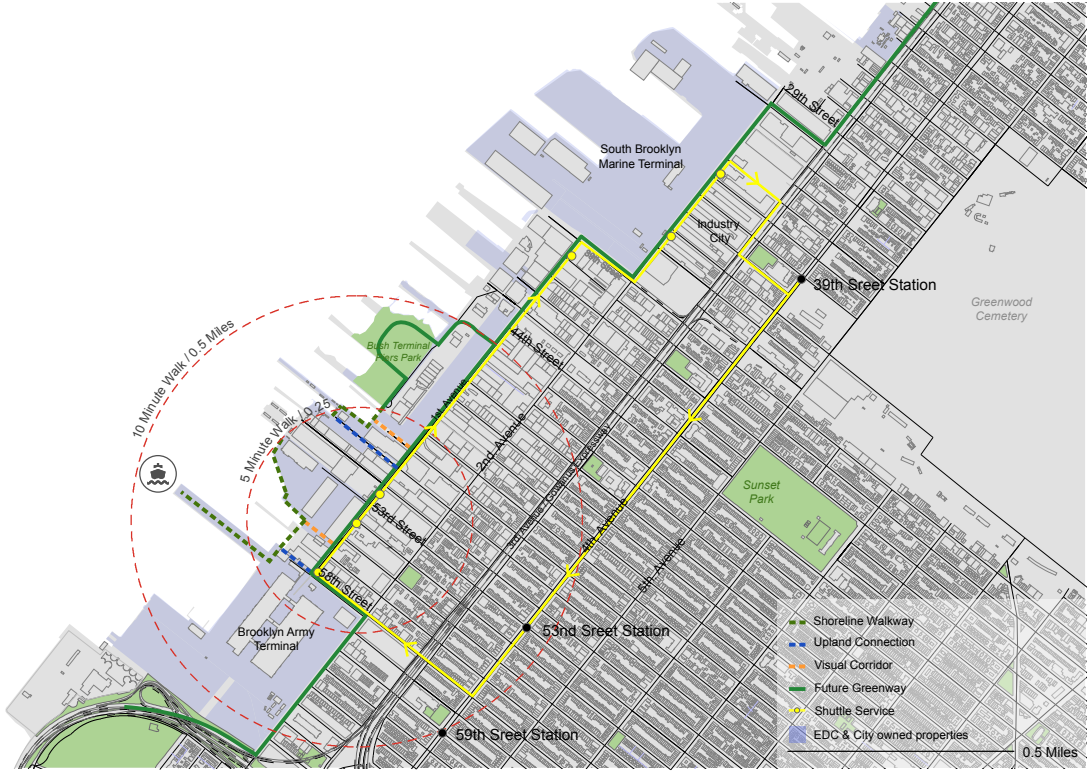 29th Street
South Brooklyn
Marine Terminal
Industry
City
39th Street
39th Sreet Station
Greenwood
Cemetery
Bush Terminal
Piers Park
44th Street
10 Minute Walk / 0.5 Miles
1st Avenue
5 Minute Walk / 0.25
2nd Avenue
3rd Avenue (Gowanus Expressway)
Sunset
Park
53rd Street
4th Avenue
5th Avenue
58th Street
Brooklyn Army
Terminal
53nd Sreet Station
59th Sreet Station
Shoreline Walkway
Upland Connection
Visual Corridor
Future Greenway
Shuttle Service
EDC & City owned properties
0.5 Miles